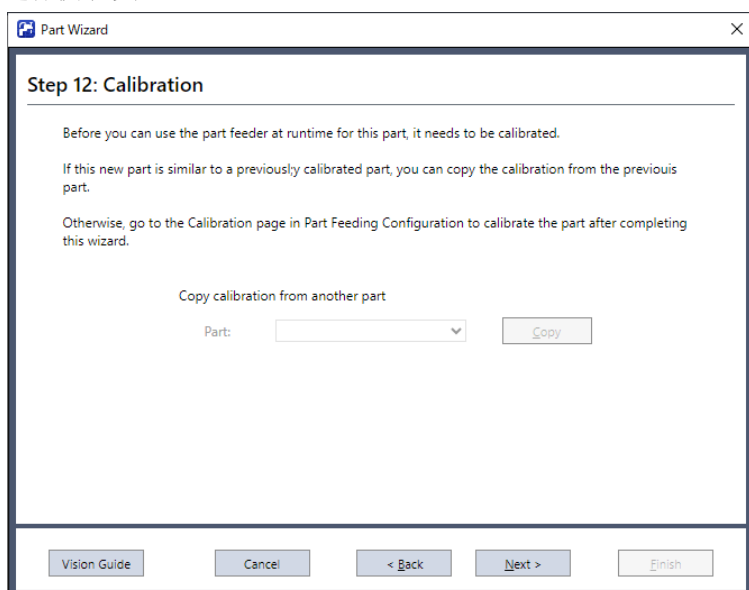 Part Wizard
Step 12: Calibration
Before you can use the part feeder at runtime for this part, it needs to be calibrated.
If this new part is similar to a previousl;y calibrated part, you can copy the calibration from the previouis
part.
Otherwise, go to the Calibration page in Part Feeding Configuration to calibrate the part after completing
this wizard.
Copy calibration from another part
Part:
Copy
Vision Guide
Cancel
< Back
Next >
Finish